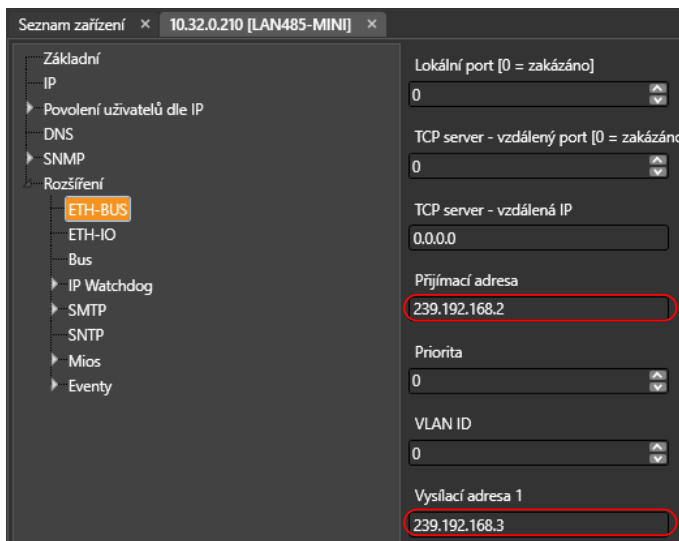 Seznam zařízení × 10.32.0.210 [LAN485-MINI] ×
Základní
IP
Povolení uživatelů dle IP
DNS
SNMP
Rozšíření
ETH-BUS
ETH-IO
Bus
IP Watchdog
SMTP
SNTP
Mios
Eventy
Lokální port [0 = zakázáno]
0
TCP server - vzdálený port [0 = zakázáno
0
TCP server - vzdálená IP
0.0.0.0
Přijímací adresa
239.192.168.2
Priorita
0
VLAN ID
0
Vysílací adresa 1
239.192.168.3